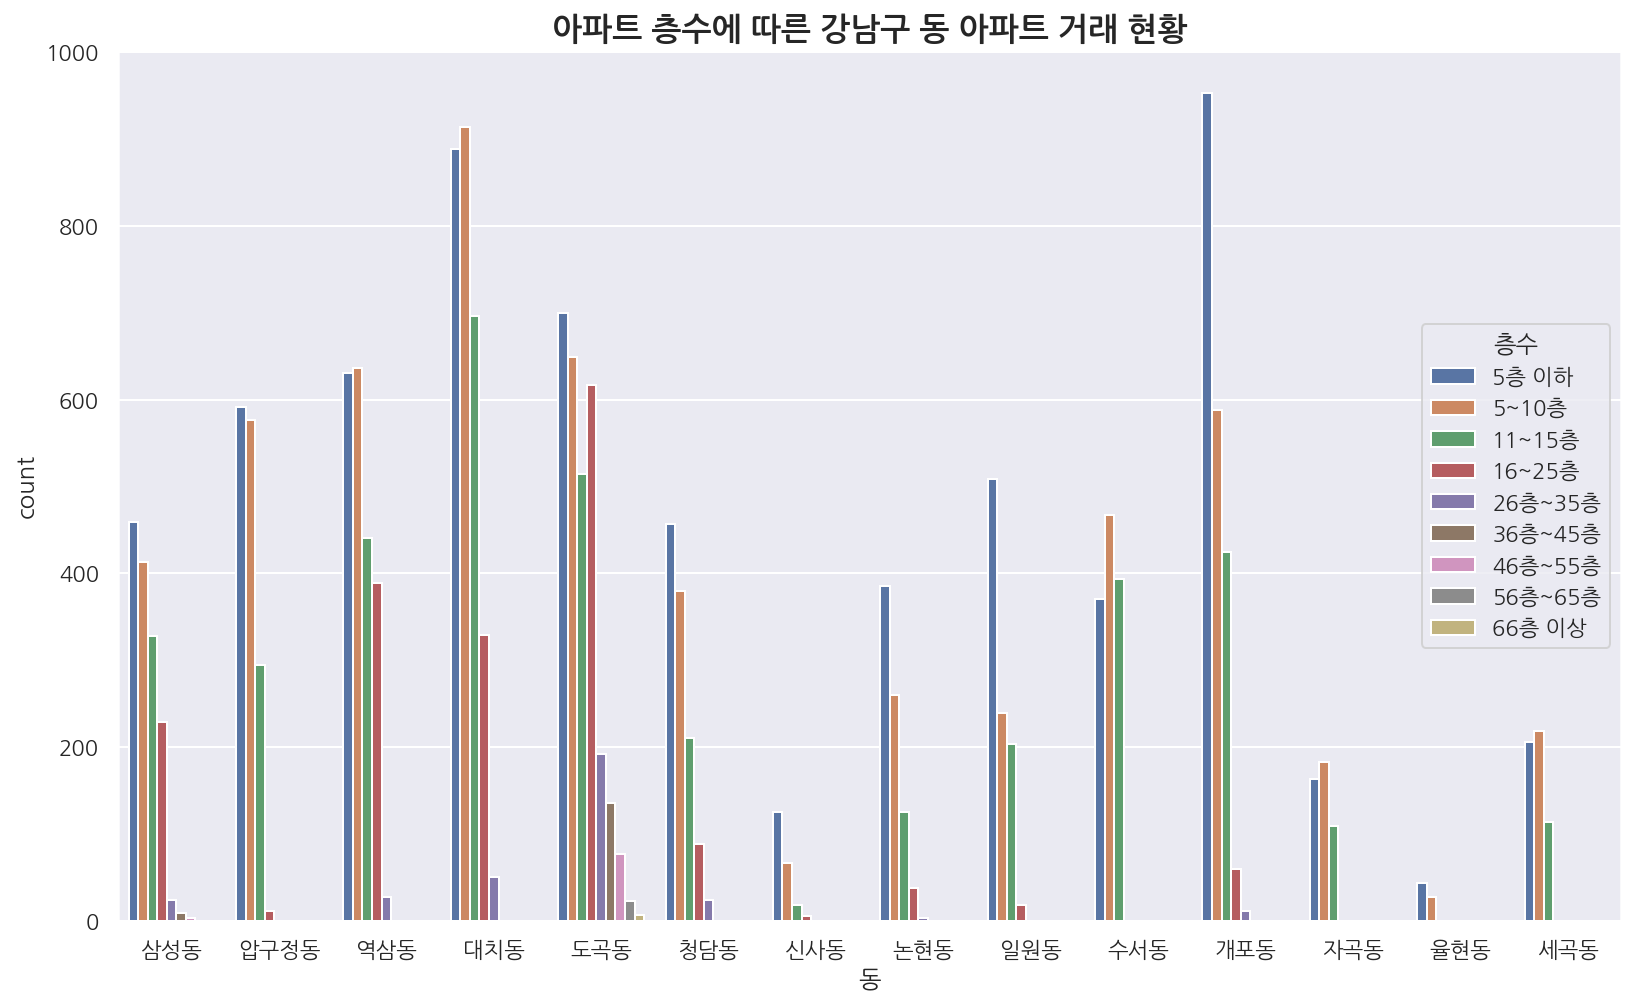 아파트 층수에 따른 강남구 동 아파트 거래 현황
1000
800
600
400
200
0
count
층수
5층 이하
5~10층
11~15층
16~25층
26층~35층
36층~45층
46층~55층
56층~65층
66층 이상
삼성동 압구정동 역삼동 대치동 도곡동 청담동 신사동 논현동 일원동 수서동 개포동 자곡동 율현동 세곡동
동